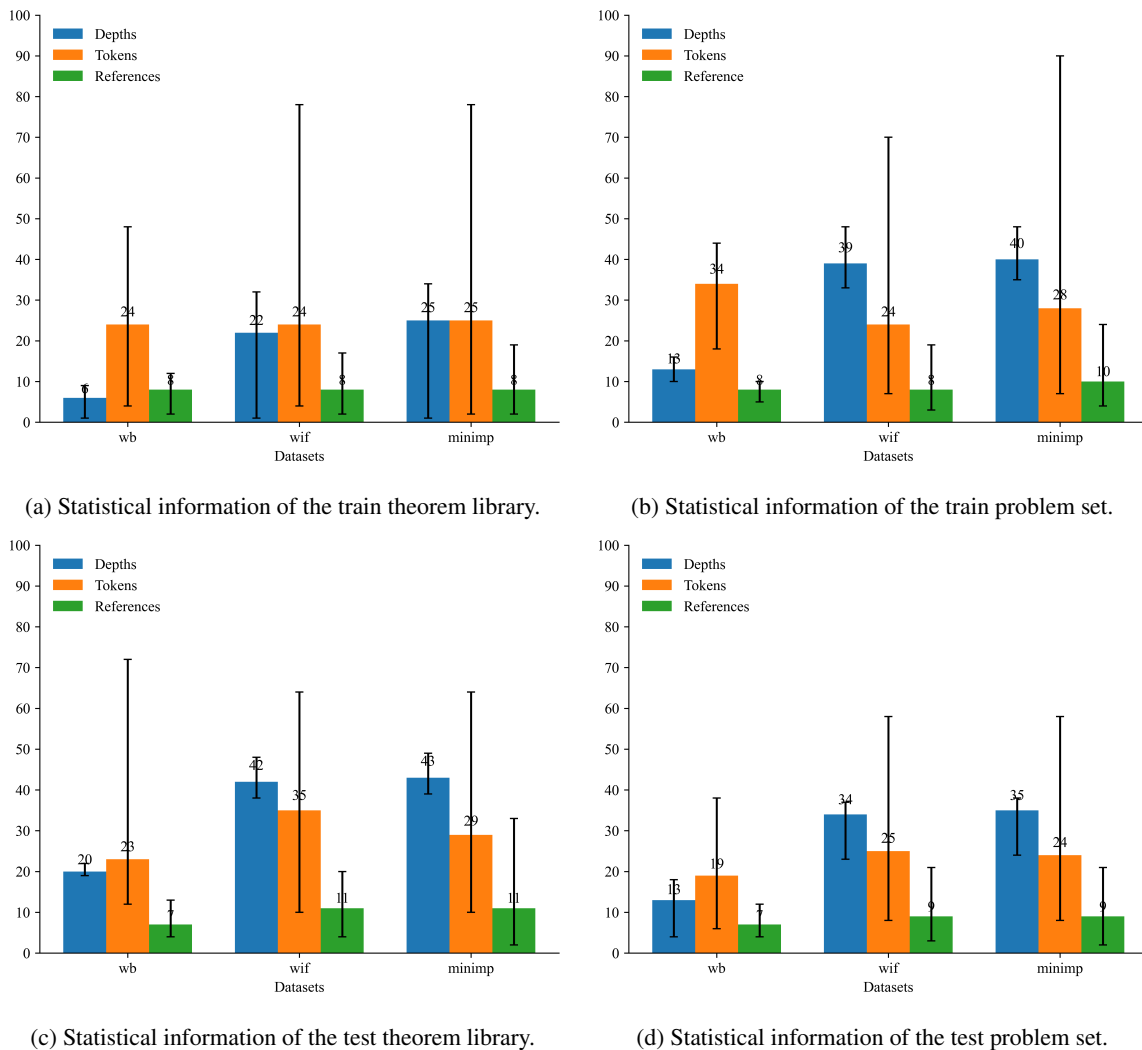 100
90
80
70
60
50
40
30
20
10
0
Depths
Tokens
References
6
24
8
22
24
8
25
25
8
wb
wif
minimp
Datasets
(a) Statistical information of the train theorem library.
100
90
80
70
60
50
40
30
20
10
0
Depths
Tokens
Reference
13
34
8
39
24
8
40
28
10
wb
wif
minimp
Datasets
(b) Statistical information of the train problem set.
100
90
80
70
60
50
40
30
20
10
0
Depths
Tokens
References
20
23
7
42
35
11
43
29
11
wb
wif
minimp
Datasets
(c) Statistical information of the test theorem library.
100
90
80
70
60
50
40
30
20
10
0
Depths
Tokens
References
13
19
7
34
25
9
35
24
9
wb
wif
minimp
Datasets
(d) Statistical information of the test problem set.